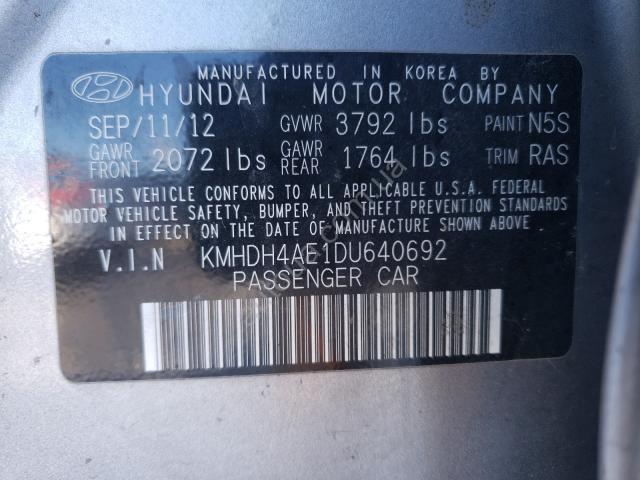 MANUFACTURED IN KOREA BY
HYUNDAI MOTOR COMPANY
SEP/11/12 GVWR 3792 lbs PAINT N5S
GAWR FRONT 2072 lbs GAWR REAR 1764 lbs TRIM RAS
THIS VEHICLE CONFORMS TO ALL APPLICABLE U.S.A. FEDERAL
MOTOR VEHICLE SAFETY, BUMPER, AND THEFT PREVENTION STANDARDS
IN EFFECT ON THE DATE OF MANUFACTURE SHOWN ABOVE.
V.I.N KMHDH4AE1DU640692
PASSENGER CAR